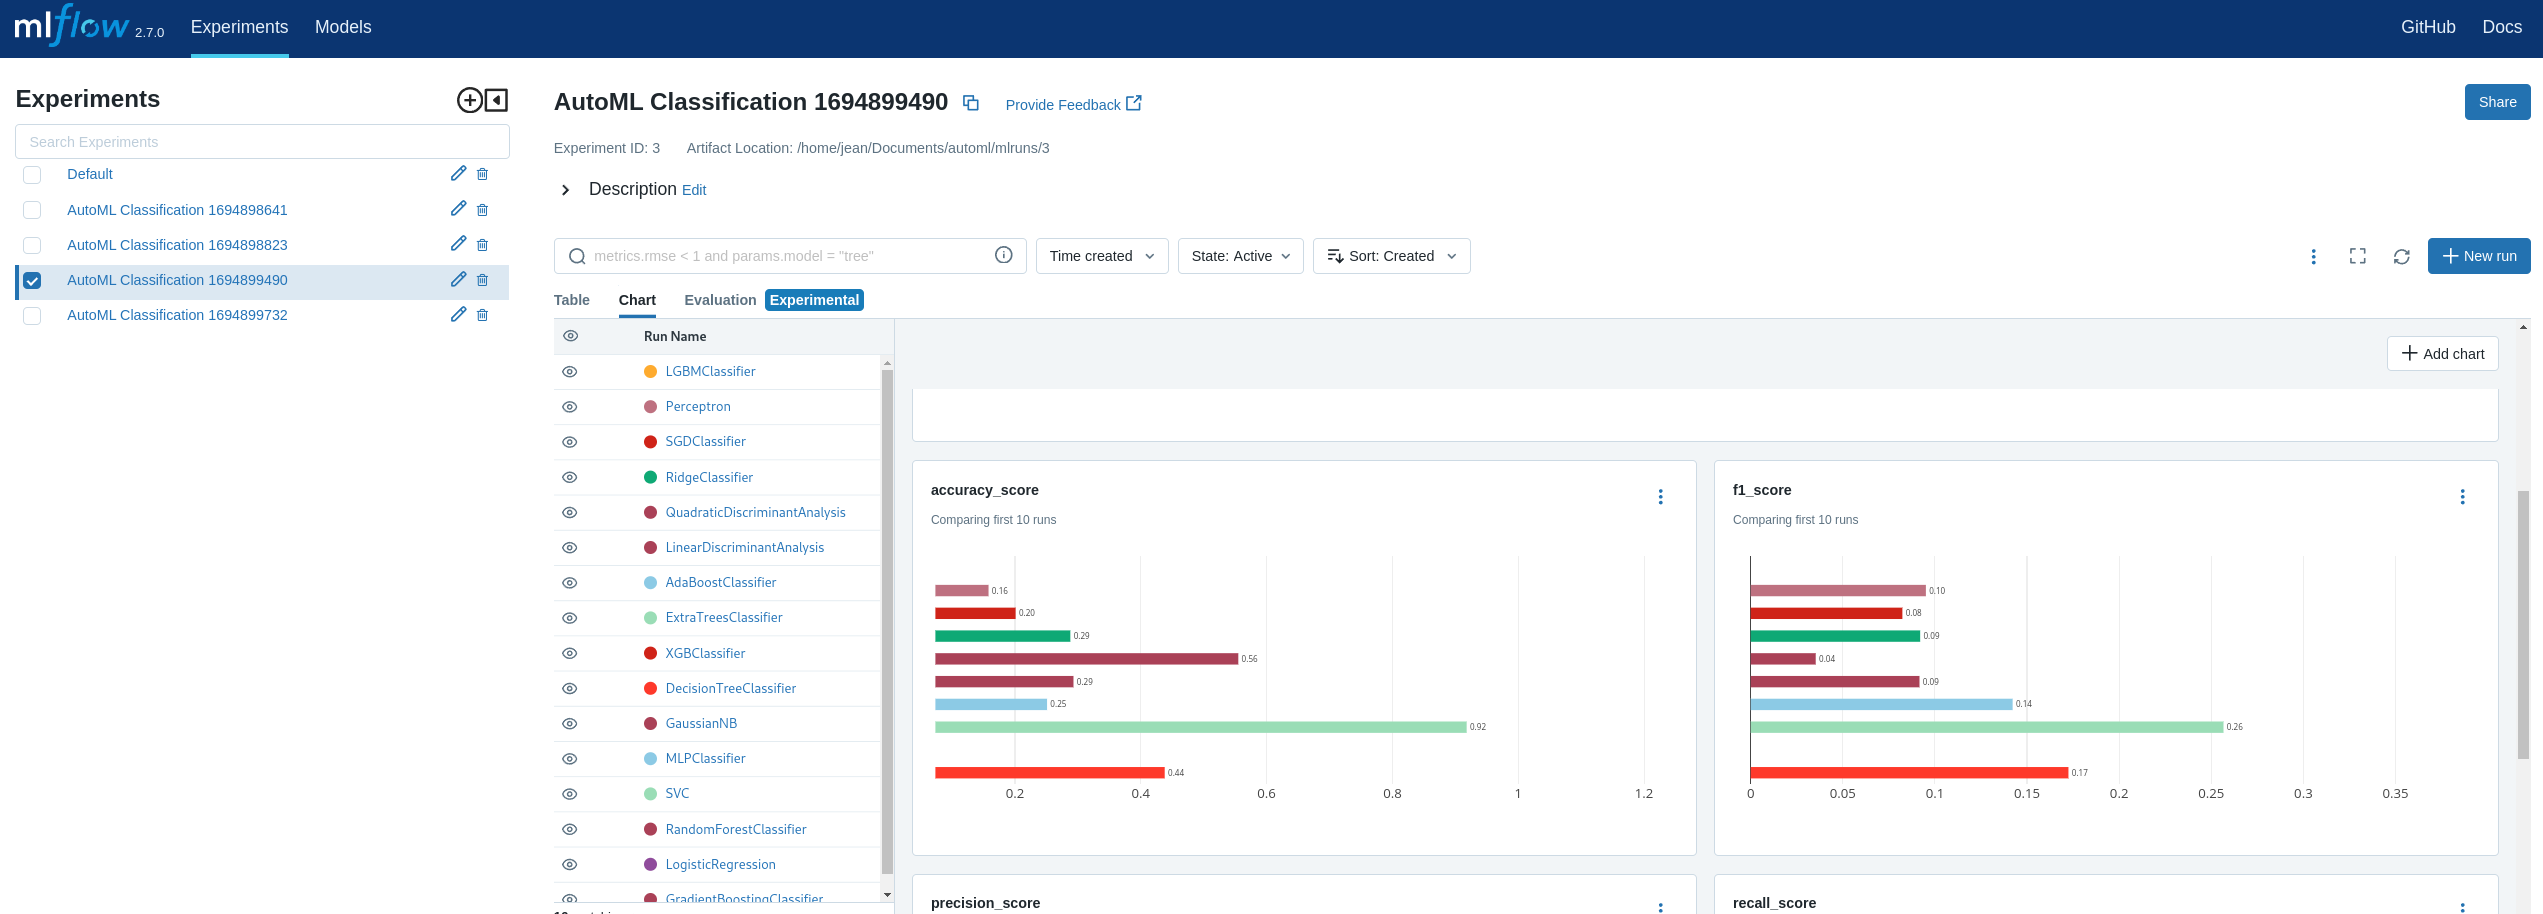 mlflow 2.7.0 Experiments Models GitHub Docs
Experiments
Search Experiments
Default
AutoML Classification 1694898641
AutoML Classification 1694898823
AutoML Classification 1694899490
AutoML Classification 1694899732
AutoML Classification 1694899490 Provide Feedback Share
Experiment ID: 3 Artifact Location: /home/jean/Documents/automl/mlruns/3
Description Edit
metrics.rmse < 1 and params.model = "tree" Time created State: Active Sort: Created New run
Table Chart Evaluation Experimental
Run Name
LGBMClassifier
Perceptron
SGDClassifier
RidgeClassifier
QuadraticDiscriminantAnalysis
LinearDiscriminantAnalysis
AdaBoostClassifier
ExtraTreesClassifier
XGBClassifier
DecisionTreeClassifier
GaussianNB
MLPClassifier
SVC
RandomForestClassifier
LogisticRegression
GradientBoostingClassifier
Add chart
accuracy_score
Comparing first 10 runs
0.16
0.20
0.29
0.56
0.29
0.25
0.92
0.44
0.2 0.4 0.6 0.8 1 1.2
f1_score
Comparing first 10 runs
0.10
0.08
0.09
0.04
0.09
0.14
0.26
0.17
0 0.05 0.1 0.15 0.2 0.25 0.3 0.35
precision_score
recall_score